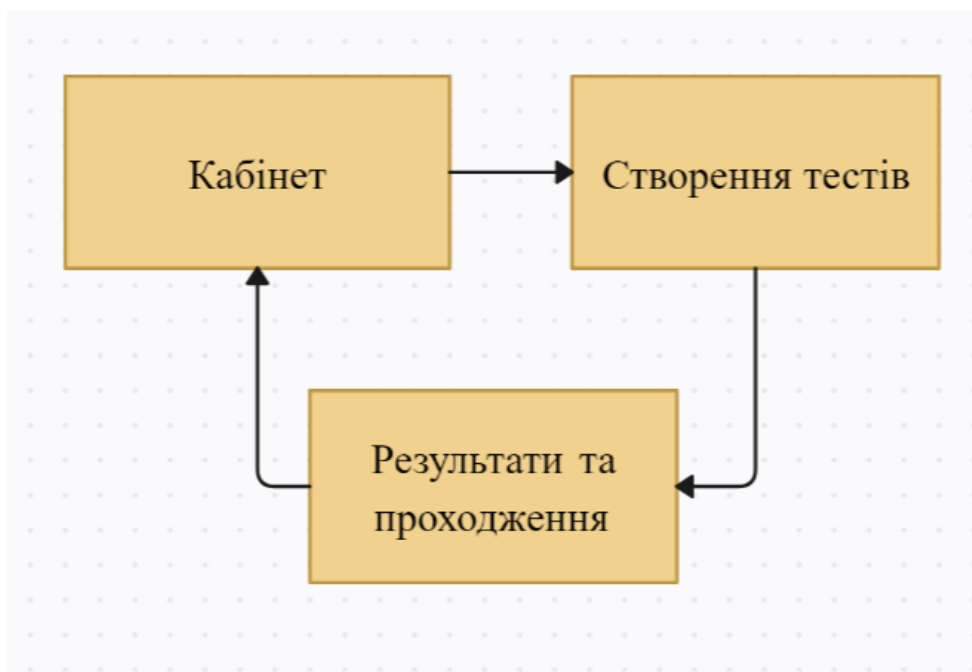 Кабінет
Створення тестів
Результати та
проходження